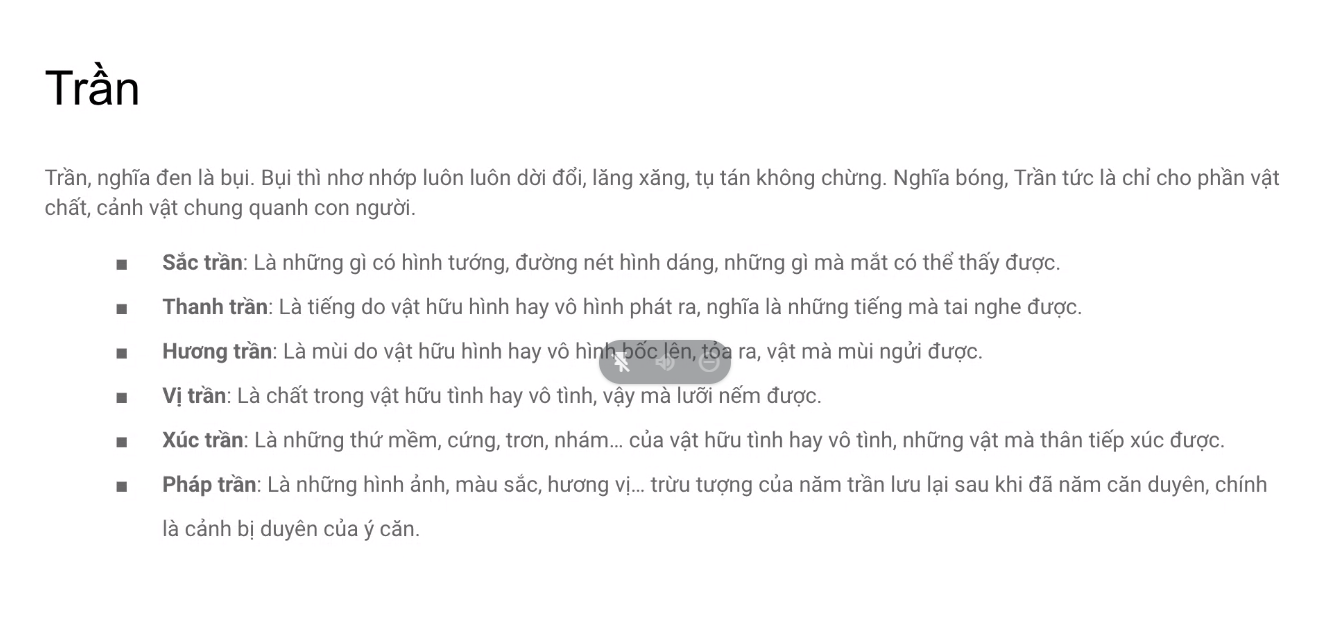 Trần
Trần, nghĩa đen là bụi. Bụi thì nhơ nhớp luôn luôn dời đổi, lăng xăng, tụ tán không chừng. Nghĩa bóng, Trần tức là chỉ cho phần vật
chất, cảnh vật chung quanh con người.
■ Sắc trần: Là những gì có hình tướng, đường nét hình dáng, những gì mà mắt có thể thấy được.
■ Thanh trần: Là tiếng do vật hữu hình hay vô hình phát ra, nghĩa là những tiếng mà tai nghe được.
■ Hương trần: Là mùi do vật hữu hình hay vô hình bốc lên, tỏa ra, vật mà mùi ngửi được.
■ Vị trần: Là chất trong vật hữu tình hay vô tình, vậy mà lưỡi nếm được.
■ Xúc trần: Là những thứ mềm, cứng, trơn, nhám... của vật hữu tình hay vô tình, những vật mà thân tiếp xúc được.
■ Pháp trần: Là những hình ảnh, màu sắc, hương vị... trừu tượng của năm trần lưu lại sau khi đã năm căn duyên, chính
là cảnh bị duyên của ý căn.